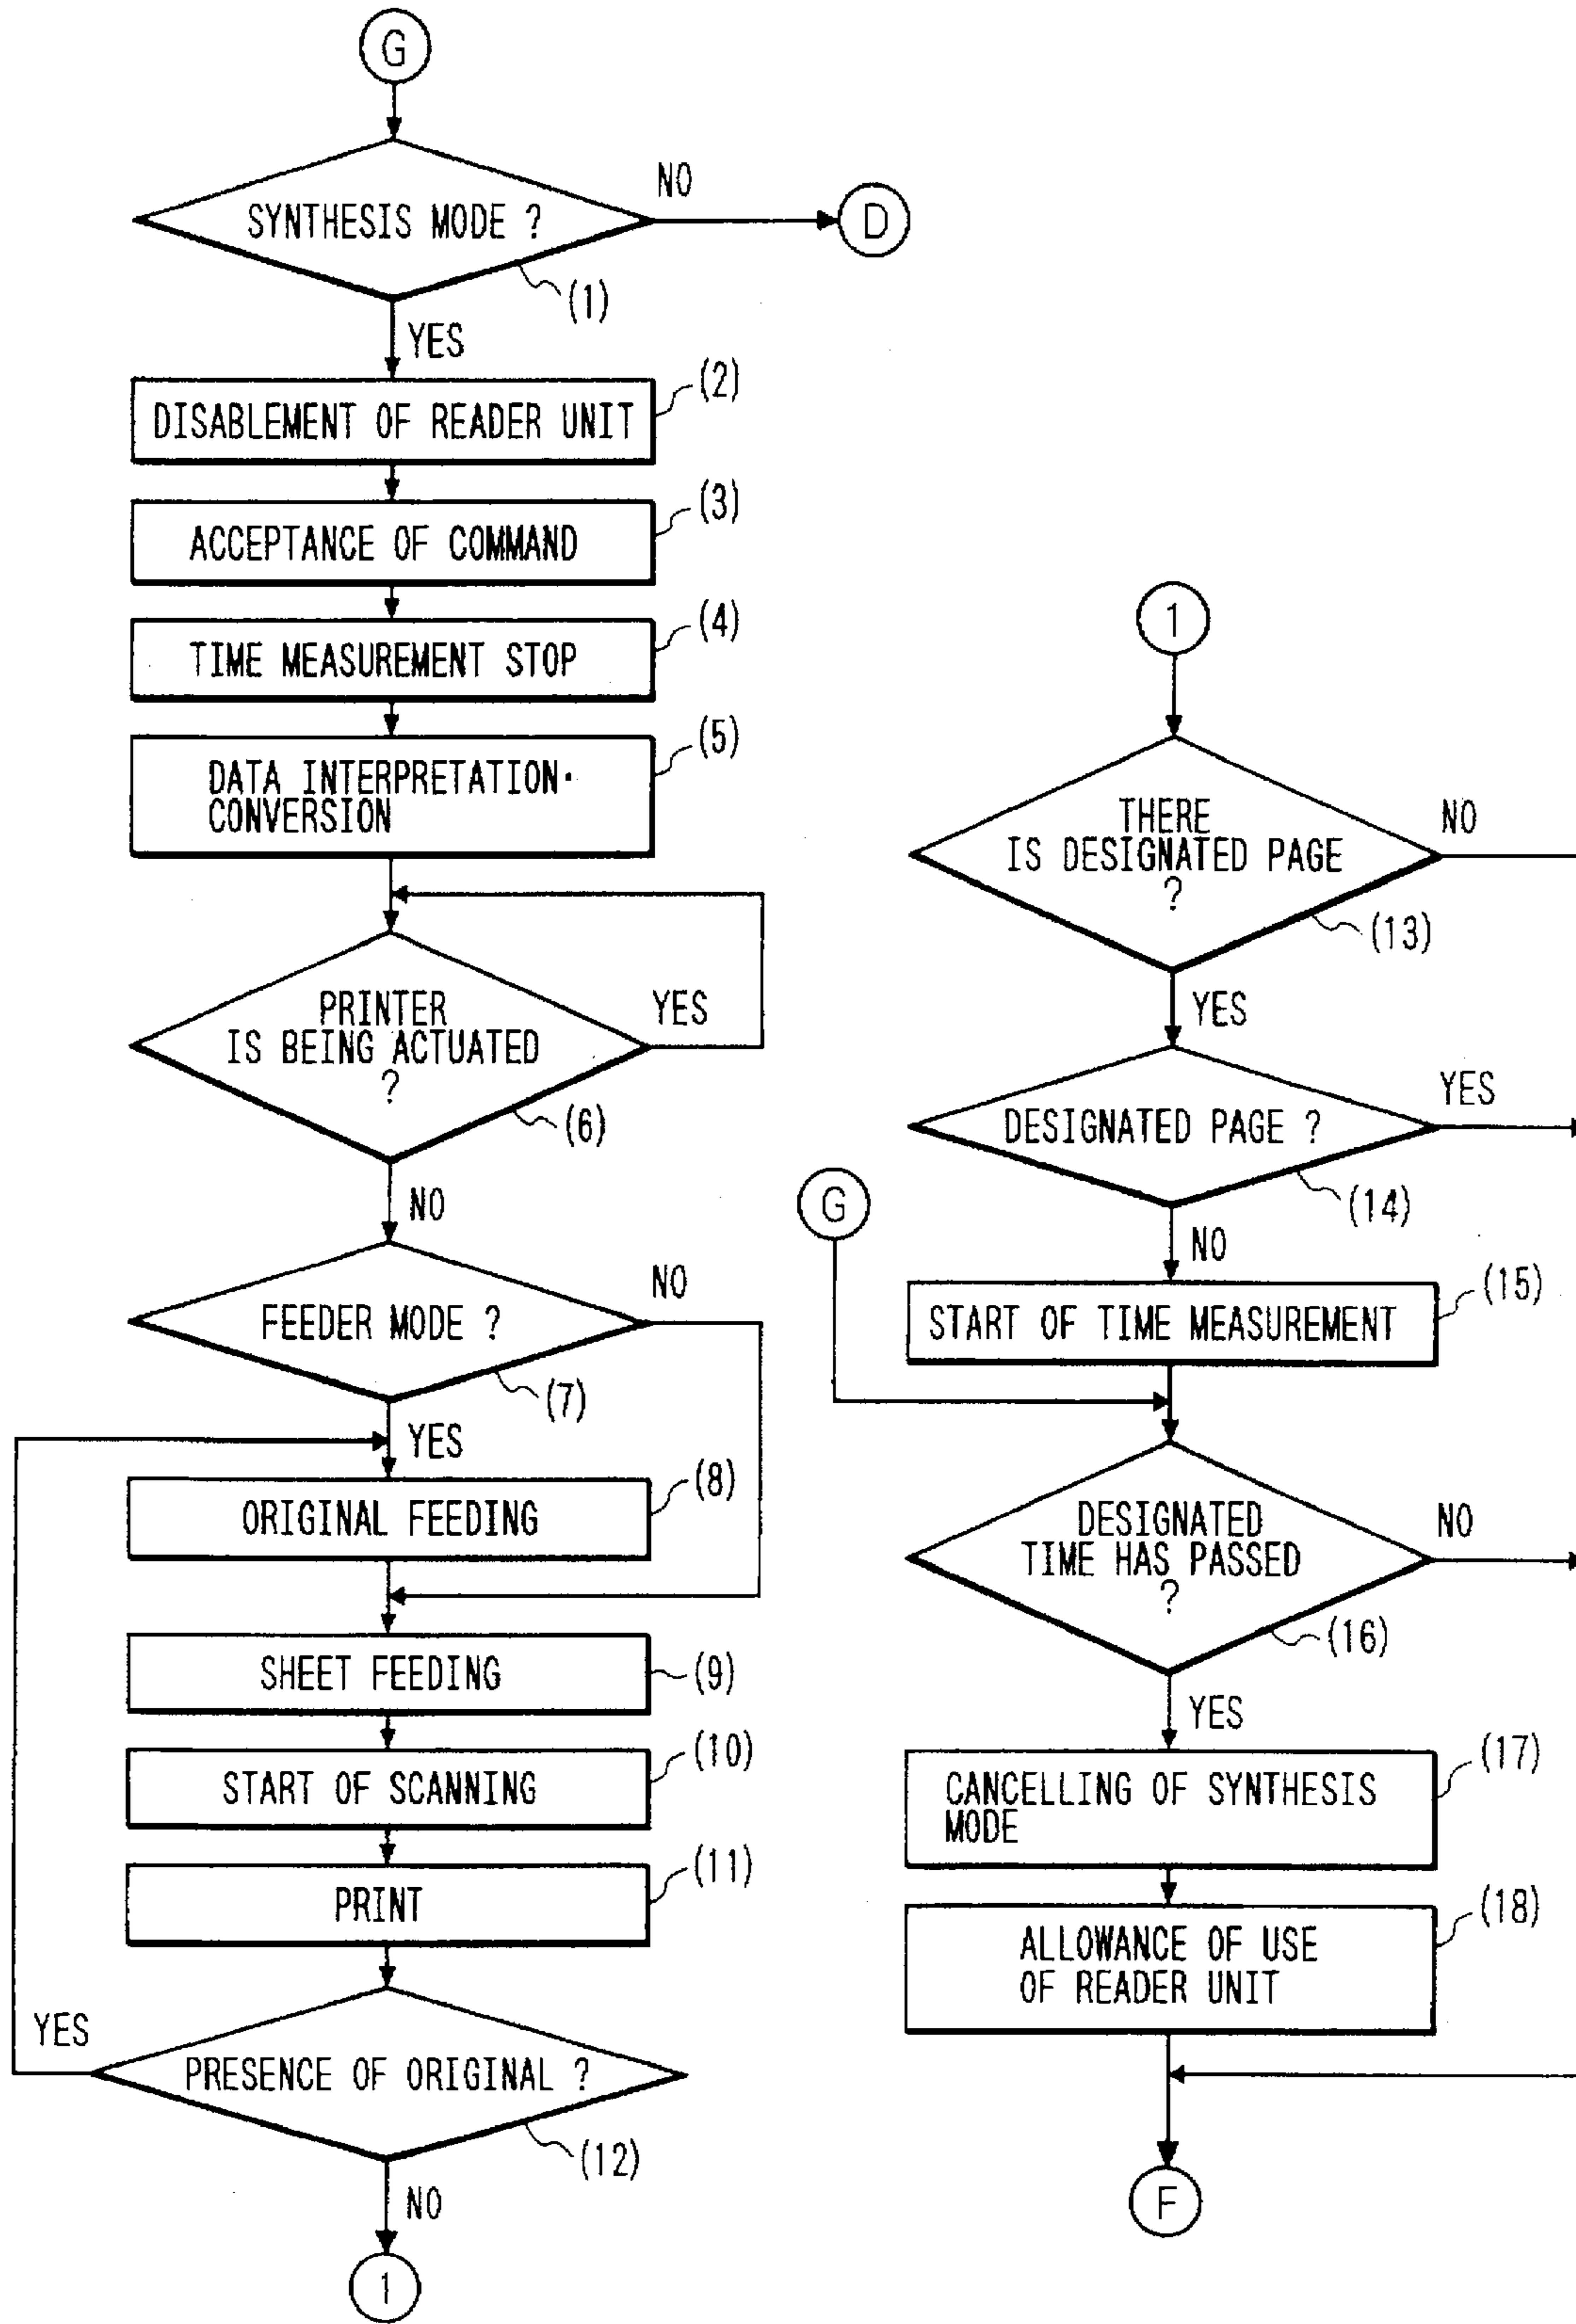 G
SYNTHESIS MODE ?
NO
D
(1)
YES
DISABLEMENT OF READER UNIT
(2)
ACCEPTANCE OF COMMAND
(3)
TIME MEASUREMENT STOP
(4)
DATA INTERPRETATION·
CONVERSION
(5)
PRINTER
IS BEING ACTUATED
?
YES
(6)
NO
FEEDER MODE ?
NO
(7)
YES
ORIGINAL FEEDING
(8)
SHEET FEEDING
(9)
START OF SCANNING
(10)
PRINT
(11)
YES
PRESENCE OF ORIGINAL ?
(12)
NO
1
1
THERE
IS DESIGNATED PAGE
?
NO
(13)
YES
DESIGNATED PAGE ?
YES
(14)
G
NO
START OF TIME MEASUREMENT
(15)
DESIGNATED
TIME HAS PASSED
?
NO
(16)
YES
CANCELLING OF SYNTHESIS
MODE
(17)
ALLOWANCE OF USE
OF READER UNIT
(18)
F